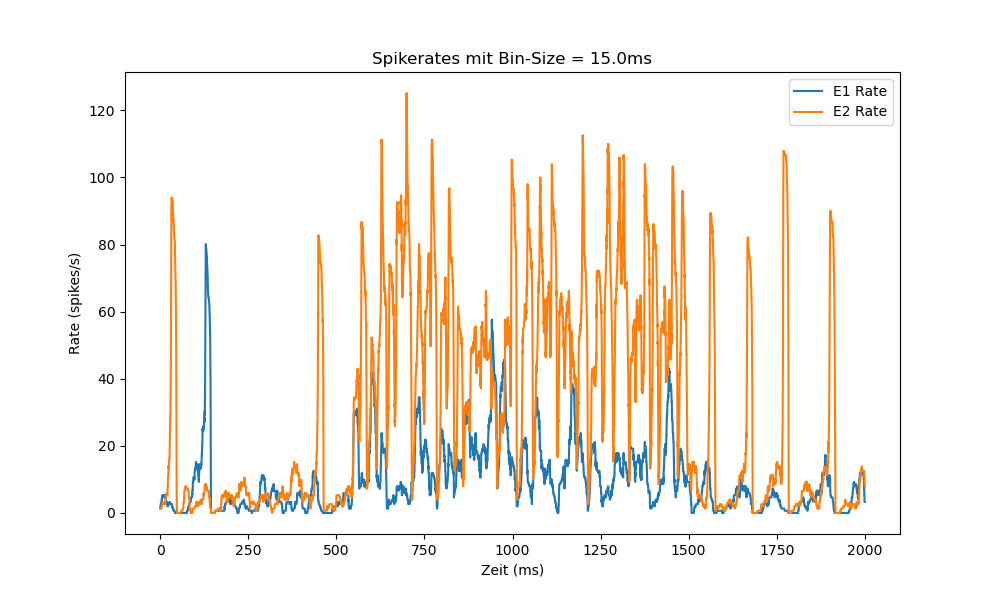 Spikerates mit Bin-Size = 15.0ms
E1 Rate
E2 Rate
120
100
80
60
40
20
0
Rate (spikes/s)
0 250 500 750 1000 1250 1500 1750 2000
Zeit (ms)